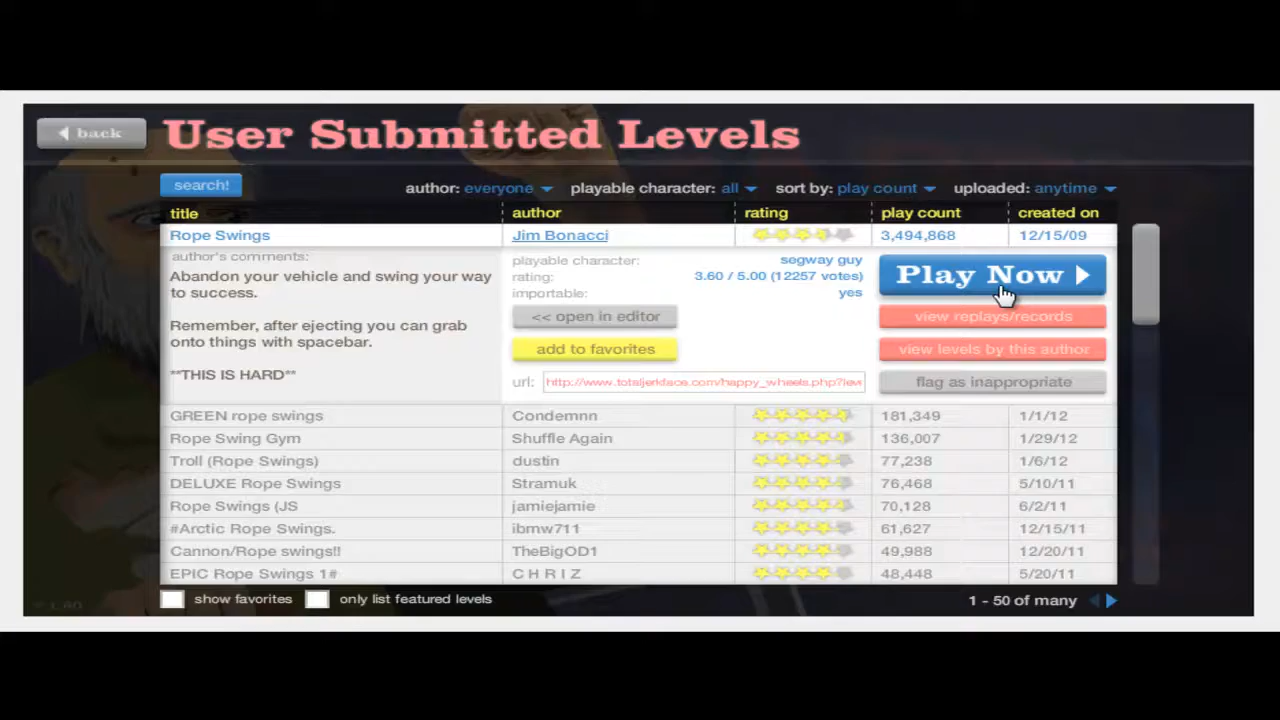 back
User Submitted Levels
search!
author: everyone playable character: all sort by: play count uploaded: anytime
title author rating play count created on
Rope Swings Jim Bonacci 3,494,868 12/15/09
author's comments:
Abandon your vehicle and swing your way
to success.
Remember, after ejecting you can grab
onto things with spacebar.
**THIS IS HARD**
playable character: segway guy
rating: 3.60 / 5.00 (12257 votes)
importable: yes
<< open in editor
add to favorites
url: http://www.totaljerkface.com/happy_wheels.php?lev
Play Now
view replays/records
view levels by this author
flag as inappropriate
GREEN rope swings Condemnn 181,349 1/1/12
Rope Swing Gym Shuffle Again 136,007 1/29/12
Troll (Rope Swings) dustin 77,238 1/6/12
DELUXE Rope Swings Stramuk 76,468 5/10/11
Rope Swings (JS jamiejamie 70,128 6/2/11
#Arctic Rope Swings. ibmw711 61,627 12/15/11
Cannon/Rope swings!! TheBigOD1 49,988 12/20/11
EPIC Rope Swings 1# C H R I Z 48,448 5/20/11
show favorites only list featured levels 1 - 50 of many